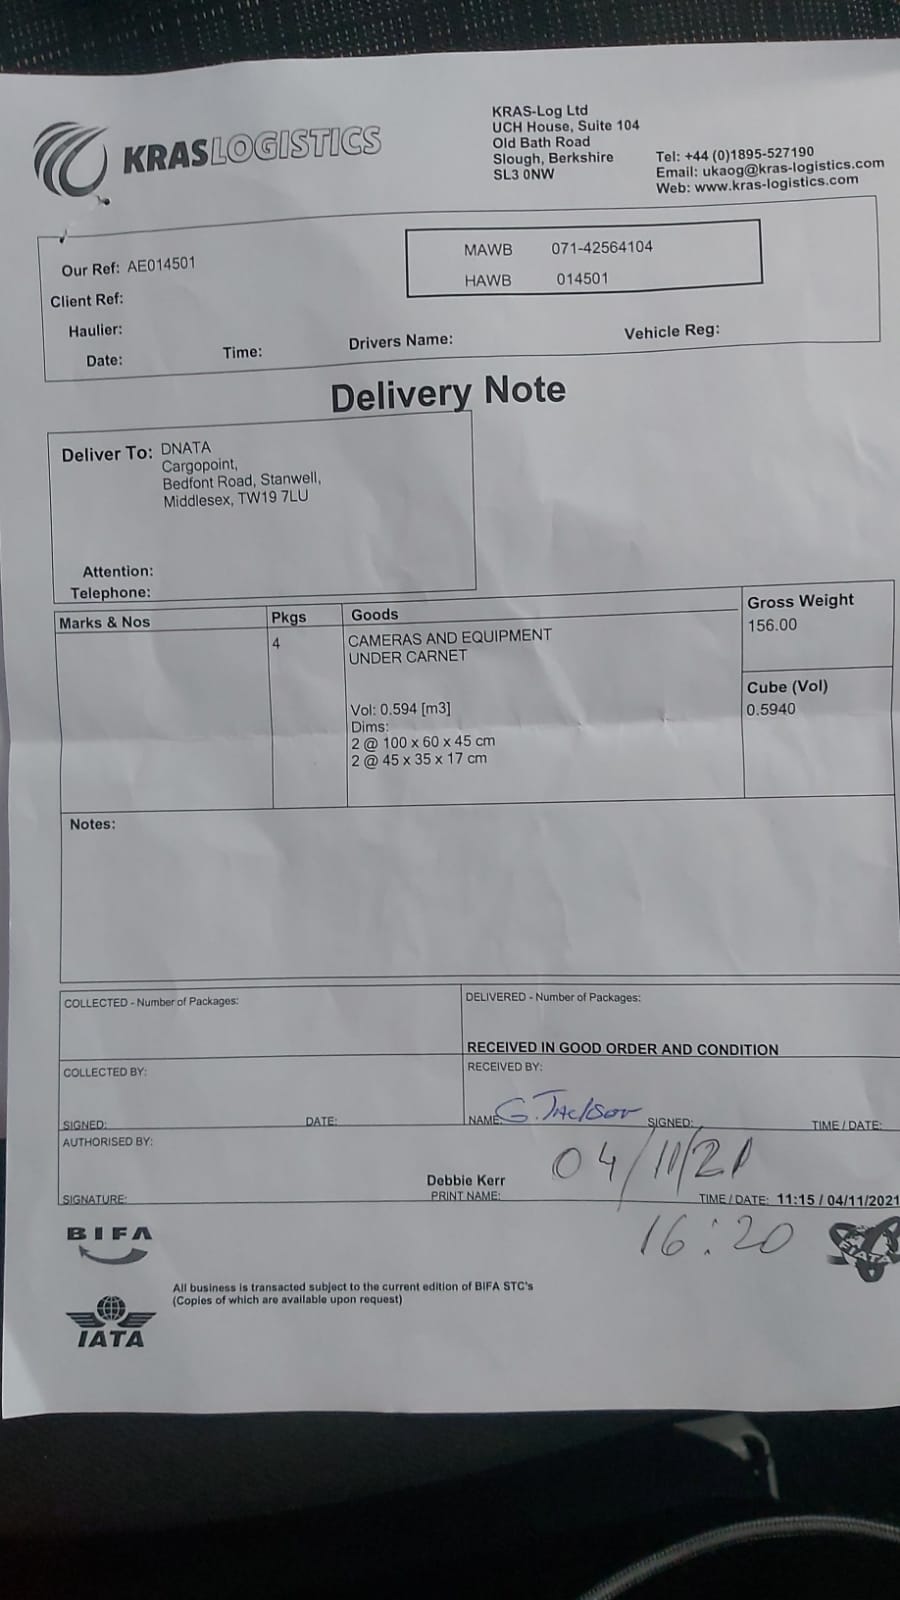 KRASLOGISTICS
KRAS-Log Ltd
UCH House, Suite 104
Old Bath Road
Slough, Berkshire
SL3 0NW
Tel: +44 (0)1895-527190
Email: ukaog@kras-logistics.com
Web: www.kras-logistics.com
Our Ref: AE014501
MAWB 071-42564104
HAWB 014501
Client Ref:
Haulier:
Date: Time: Drivers Name: Vehicle Reg:
Delivery Note
Deliver To: DNATA
Cargopoint,
Bedfont Road, Stanwell,
Middlesex, TW19 7LU
Attention:
Telephone:
Marks & Nos Pkgs Goods Gross Weight
4 CAMERAS AND EQUIPMENT 156.00
UNDER CARNET
Cube (Vol)
Vol: 0.594 [m3] 0.5940
Dims:
2 @ 100 x 60 x 45 cm
2 @ 45 x 35 x 17 cm
Notes:
COLLECTED - Number of Packages: DELIVERED - Number of Packages:
RECEIVED IN GOOD ORDER AND CONDITION
COLLECTED BY: RECEIVED BY:
SIGNED: DATE: NAME: G. Jackson SIGNED: TIME / DATE:
AUTHORISED BY: 04/11/21
Debbie Kerr
SIGNATURE: PRINT NAME: TIME / DATE: 11:15 / 04/11/2021
16:20
BIFA
All business is transacted subject to the current edition of BIFA STC's
(Copies of which are available upon request)
IATA